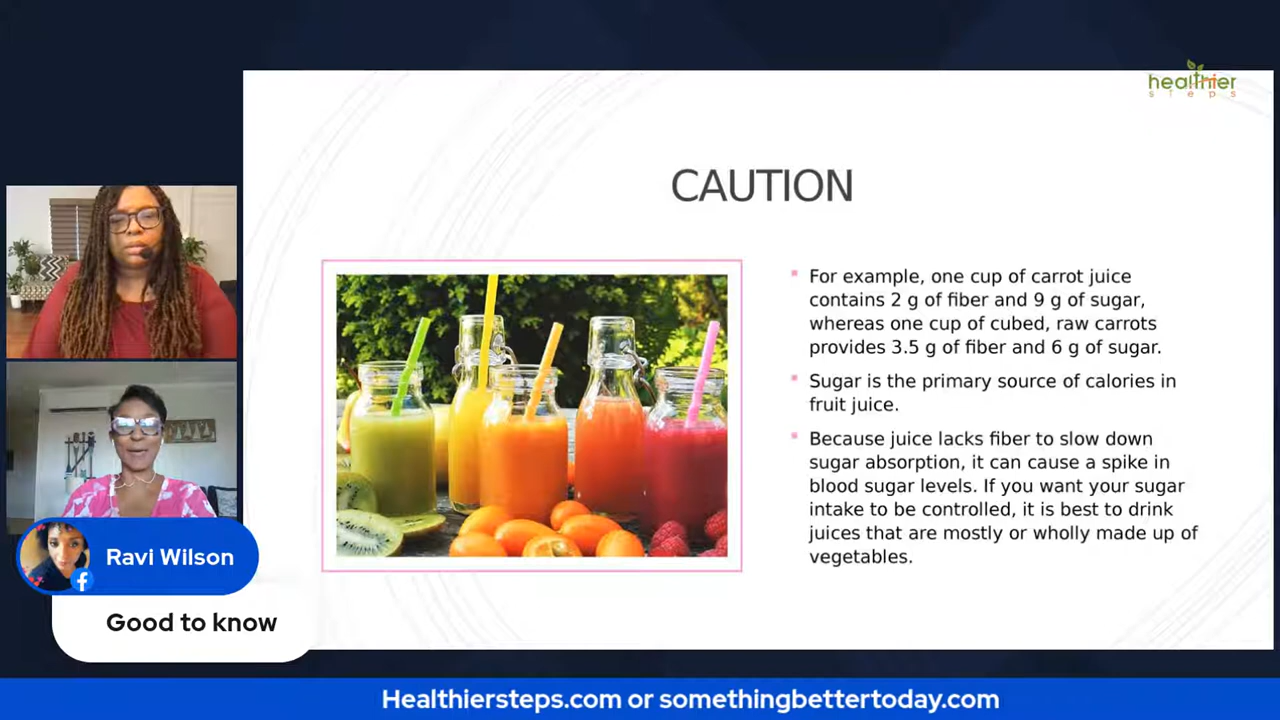 healthier
steps
CAUTION
For example, one cup of carrot juice
contains 2 g of fiber and 9 g of sugar,
whereas one cup of cubed, raw carrots
provides 3.5 g of fiber and 6 g of sugar.
Sugar is the primary source of calories in
fruit juice.
Because juice lacks fiber to slow down
sugar absorption, it can cause a spike in
blood sugar levels. If you want your sugar
intake to be controlled, it is best to drink
juices that are mostly or wholly made up of
vegetables.
Ravi Wilson
Good to know
Healthiersteps.com or somethingbettertoday.com